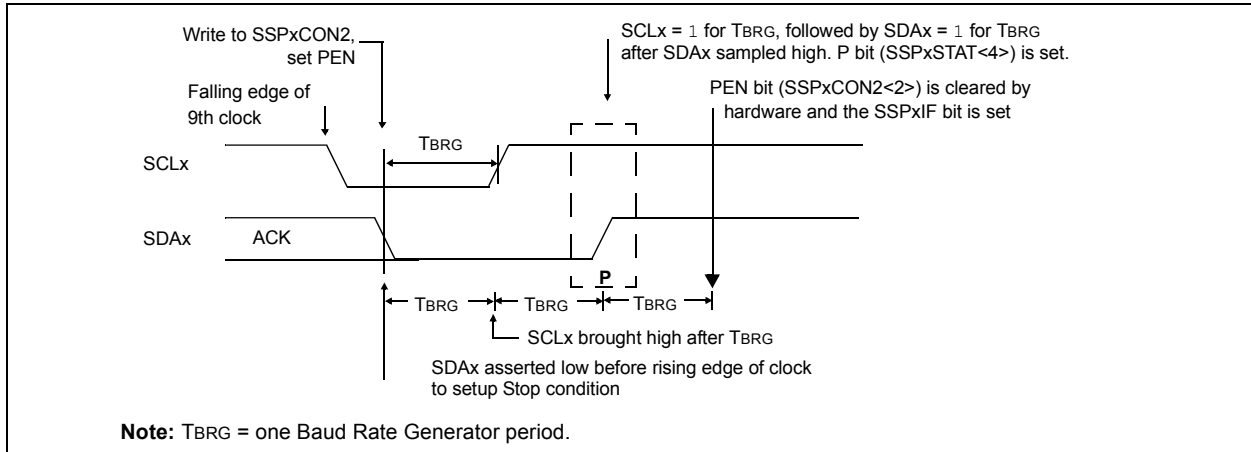 Write to SSPxCON2,
set PEN
SCLx = 1 for TBRG, followed by SDAx = 1 for TBRG
after SDAx sampled high. P bit (SSPxSTAT<4>) is set.
Falling edge of
9th clock
PEN bit (SSPxCON2<2>) is cleared by
hardware and the SSPxIF bit is set
TBRG
SCLx
SDAx
ACK
P
TBRG
TBRG
TBRG
SCLx brought high after TBRG
SDAx asserted low before rising edge of clock
to setup Stop condition
Note: TBRG = one Baud Rate Generator period.